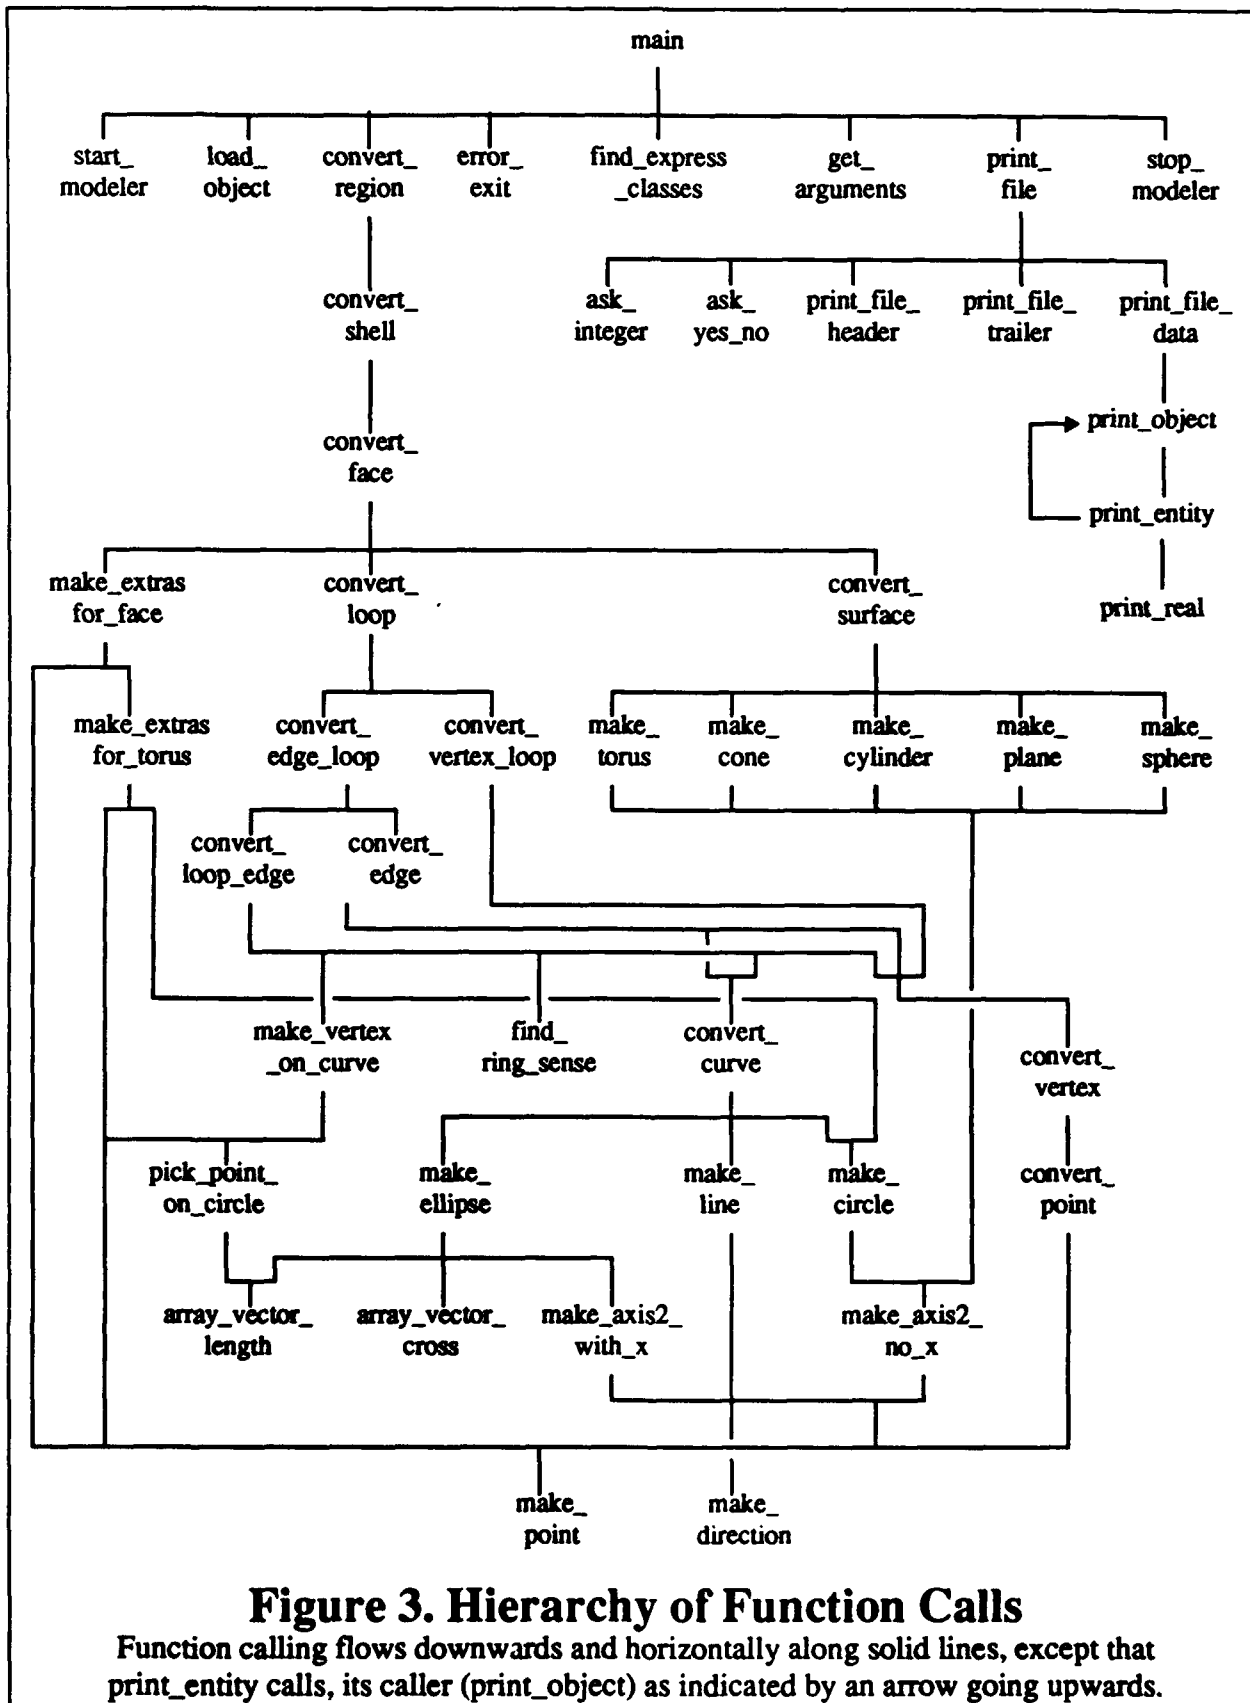 main
start_ load_ convert_ error_ find_express get_ print_ stop_
modeler object region exit _classes arguments file modeler
convert_ ask_ ask_ print_file_ print_file_ print_file_
shell integer yes_no header trailer data
print_object
convert_
face
print_entity
make_extras convert_ convert_
for_face loop surface
print_real
make_extras convert_ convert_ make_ make_ make_ make_ make_
for_torus edge_loop vertex_loop torus cone cylinder plane sphere
convert_ convert_
loop_edge edge
make_vertex find_ convert_
_on_curve ring_sense curve
convert_
vertex
pick_point_ make_ make_ make_ convert_
on_circle ellipse line circle point
array_vector_ array_vector_ make_axis2_ make_axis2_
length cross with_x no_x
make_ make_
point direction
Figure 3. Hierarchy of Function Calls
Function calling flows downwards and horizontally along solid lines, except that
print_entity calls, its caller (print_object) as indicated by an arrow going upwards.